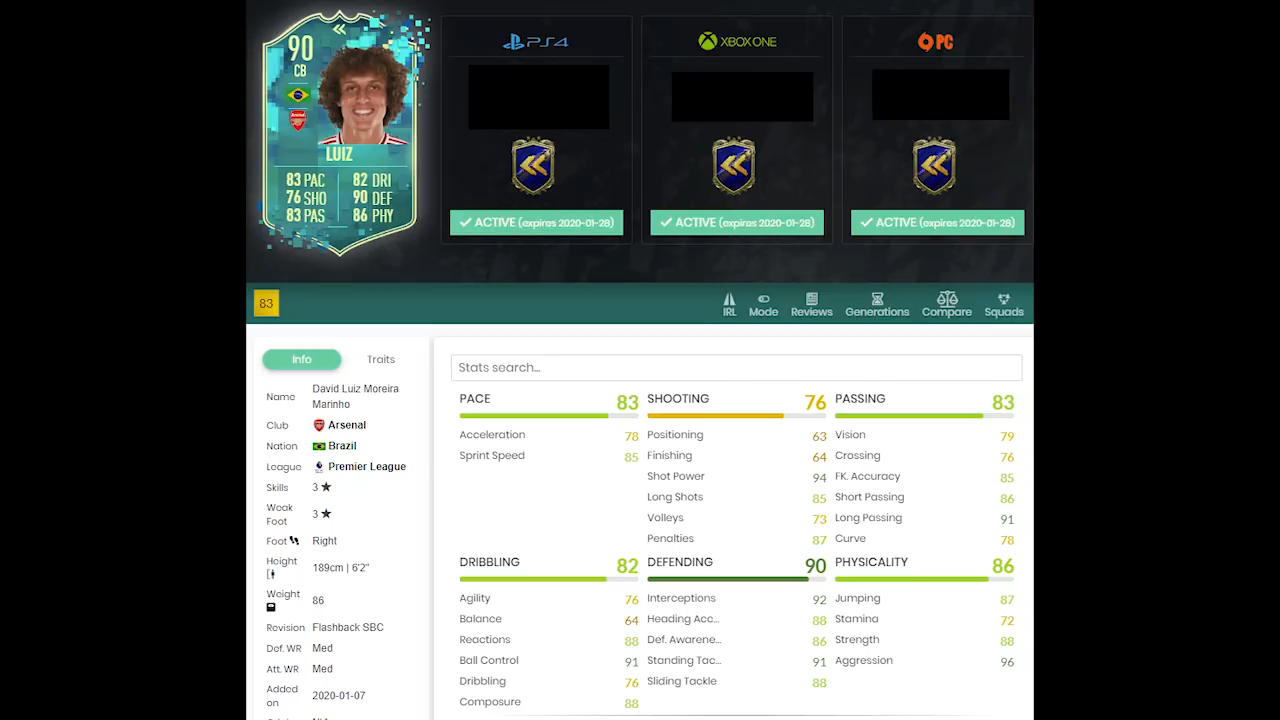 90
CB
Arsenal
LUIZ
83 PAC 82 DRI
76 SHO 90 DEF
83 PAS 86 PHY
PS4
XBOX ONE
PC
ACTIVE (expires 2020-01-28)
ACTIVE (expires 2020-01-28)
ACTIVE (expires 2020-01-28)
83
IRL Mode Reviews Generations Compare Squads
Info Traits
Name David Luiz Moreira
Marinho
Club Arsenal
Nation Brazil
League Premier League
Skills 3
Weak
Foot 3
Foot Right
Height 189cm | 6'2"
Weight 86
Revision Flashback SBC
Def. WR Med
Att. WR Med
Added
on 2020-01-07
Stats search...
PACE 83
Acceleration 78
Sprint Speed 85
SHOOTING 76
Positioning 63
Finishing 64
Shot Power 94
Long Shots 85
Volleys 73
Penalties 87
PASSING 83
Vision 79
Crossing 76
FK. Accuracy 85
Short Passing 86
Long Passing 91
Curve 78
DRIBBLING 82
Agility 76
Balance 64
Reactions 88
Ball Control 91
Dribbling 76
Composure 88
DEFENDING 90
Interceptions 92
Heading Acc... 88
Def. Awarene... 86
Standing Tac... 91
Sliding Tackle 88
PHYSICALITY 86
Jumping 87
Stamina 72
Strength 88
Aggression 96